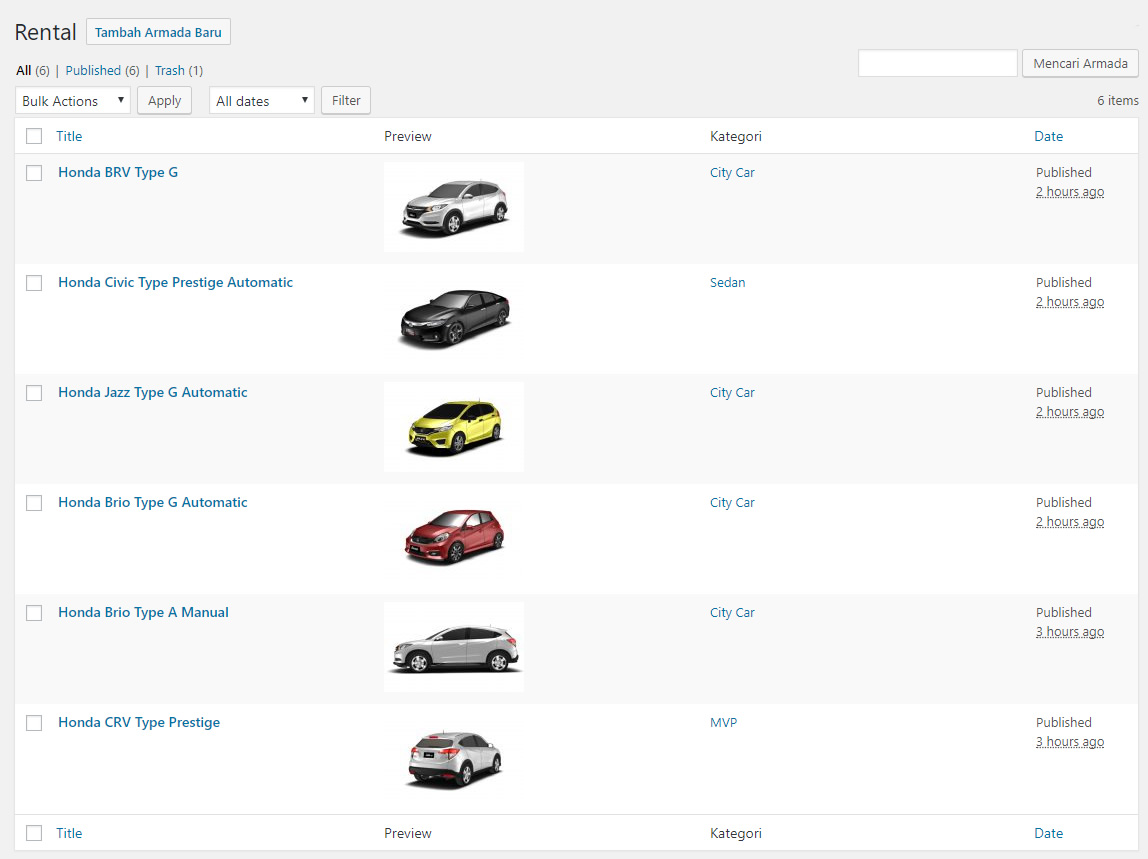 Rental Tambah Armada Baru
All (6) | Published (6) | Trash (1)
Mencari Armada
Bulk Actions Apply All dates Filter 6 items
Title Preview Kategori Date
Honda BRV Type G City Car Published
2 hours ago
Honda Civic Type Prestige Automatic Sedan Published
2 hours ago
Honda Jazz Type G Automatic City Car Published
2 hours ago
Honda Brio Type G Automatic City Car Published
2 hours ago
Honda Brio Type A Manual City Car Published
3 hours ago
Honda CRV Type Prestige MVP Published
3 hours ago
Title Preview Kategori Date